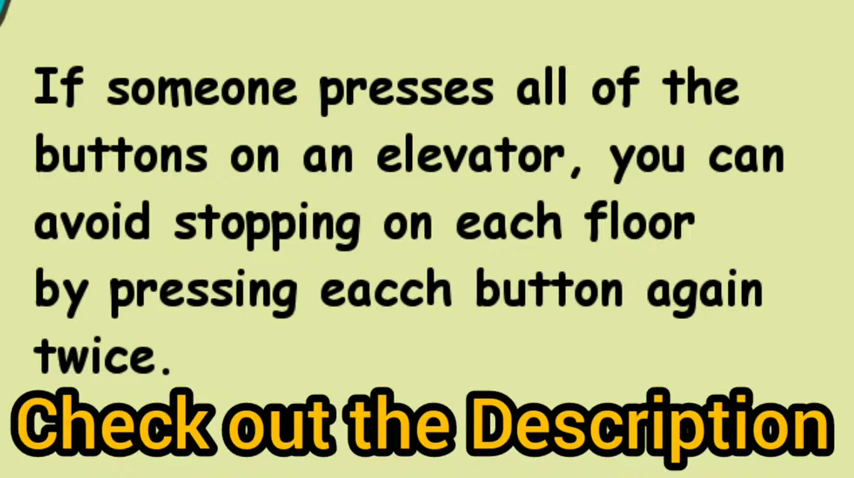 If someone presses all of the
buttons on an elevator, you can
avoid stopping on each floor
by pressing eacch button again
twice.
Check out the Description